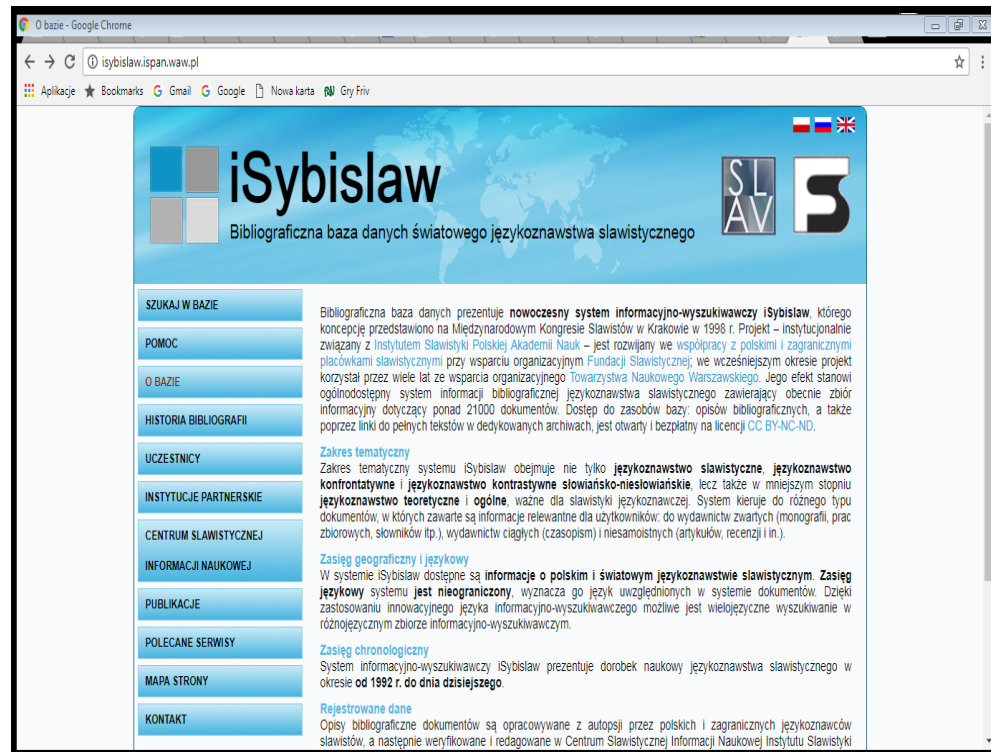 O bazie - Google Chrome
isybislaw.ispan.waw.pl
Aplikacje Bookmarks Gmail Google Nowa karta Gry Friv
iSybislaw
Bibliograficzna baza danych światowego językoznawstwa slawistycznego
SL
AV
S
SZUKAJ W BAZIE
POMOC
O BAZIE
HISTORIA BIBLIOGRAFII
UCZESTNICY
INSTYTUCJE PARTNERSKIE
CENTRUM SLAWISTYCZNEJ
INFORMACJI NAUKOWEJ
PUBLIKACJE
POLECANE SERWISY
MAPA STRONY
KONTAKT
Bibliograficzna baza danych prezentuje nowoczesny system informacyjno-wyszukiwawczy iSybislaw, którego
koncepcję przedstawiono na Międzynarodowym Kongresie Slawistów w Krakowie w 1998 r. Projekt – instytucjonalnie
związany z Instytutem Slawistyki Polskiej Akademii Nauk – jest rozwijany we współpracy z polskimi i zagranicznymi
placówkami slawistycznymi przy wsparciu organizacyjnym Fundacji Slawistycznej; we wcześniejszym okresie projekt
korzystał przez wiele lat ze wsparcia organizacyjnego Towarzystwa Naukowego Warszawskiego. Jego efekt stanowi
ogólnodostępny system informacji bibliograficznej językoznawstwa slawistycznego zawierający obecnie zbiór
informacyjny dotyczący ponad 21000 dokumentów. Dostęp do zasobów bazy: opisów bibliograficznych, a także
poprzez linki do pełnych tekstów w dedykowanych archiwach, jest otwarty i bezpłatny na licencji CC BY-NC-ND.
Zakres tematyczny
Zakres tematyczny systemu iSybislaw obejmuje nie tylko językoznawstwo slawistyczne, językoznawstwo
konfrontatywne i językoznawstwo kontrastywne słowiańsko-niesłowiańskie, lecz także w mniejszym stopniu
językoznawstwo teoretyczne i ogólne, ważne dla slawistyki językoznawczej. System kieruje do różnego typu
dokumentów, w których zawarte są informacje relewantne dla użytkowników: do wydawnictw zwartych (monografii, prac
zbiorowych, słowników itp.), wydawnictw ciągłych (czasopism) i niesamoistnych (artykułów, recenzji i in.).
Zasięg geograficzny i językowy
W systemie iSybislaw dostępne są informacje o polskim i światowym językoznawstwie slawistycznym. Zasięg
językowy systemu jest nieograniczony, wyznacza go język uwzględnionych w systemie dokumentów. Dzięki
zastosowaniu innowacyjnego języka informacyjno-wyszukiwawczego możliwe jest wielojęzyczne wyszukiwanie w
różnojęzycznym zbiorze informacyjno-wyszukiwawczym.
Zasięg chronologiczny
System informacyjno-wyszukiwawczy iSybislaw prezentuje dorobek naukowy językoznawstwa slawistycznego w
okresie od 1992 r. do dnia dzisiejszego.
Rejestrowane dane
Opisy bibliograficzne dokumentów są opracowywane z autopsji przez polskich i zagranicznych językoznawców
slawistów, a następnie weryfikowane i redagowane w Centrum Slawistycznej Informacji Naukowej Instytutu Slawistyki